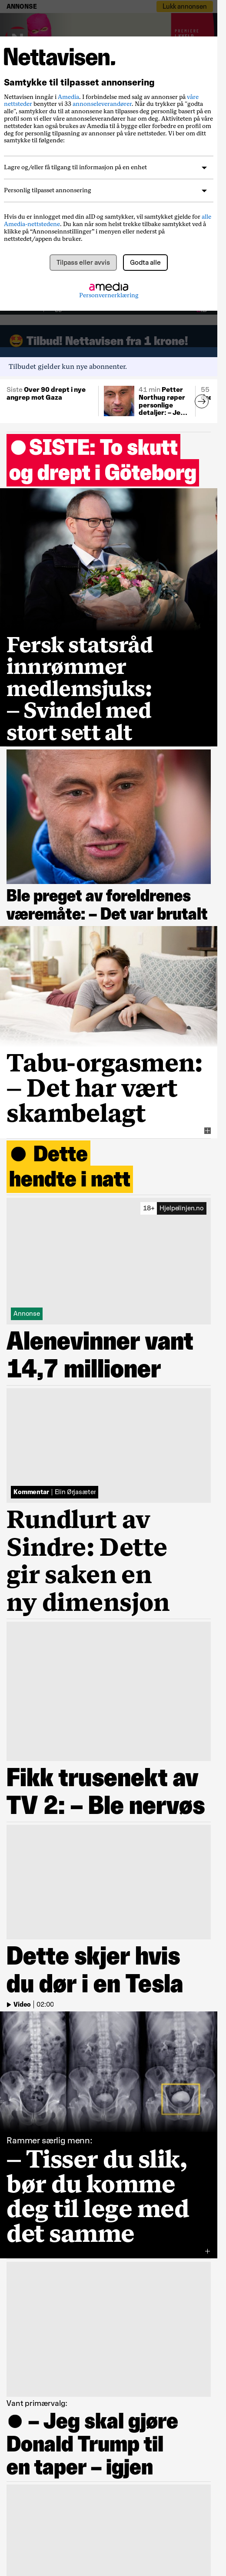 ANNONSE
Lukk annonsen
Nettavisen.
Samtykke til tilpasset annonsering
Nettavisen inngår i Amedia. I forbindelse med salg av annonser på våre
nettsteder benytter vi 33 annonseleverandører. Når du trykker på "godta
alle", samtykker du til at annonsene kan tilpasses deg personlig basert på en
profil som vi eller våre annonseleverandører har om deg. Aktiviteten på våre
nettsteder kan også brukes av Amedia til å bygge eller forbedre en profil om
deg for personlig tilpasning av annonser på våre nettsteder. Vi ber om ditt
samtykke til følgende:
Lagre og/eller få tilgang til informasjon på en enhet
Personlig tilpasset annonsering
Hvis du er innlogget med din aID og samtykker, vil samtykket gjelde for alle
Amedia-nettstedene. Du kan når som helst trekke tilbake samtykket ved å
klikke på “Annonseinnstillinger” i menyen eller nederst på
nettstedet/appen du bruker.
Tilpass eller avvis
Godta alle
amedia
Personvernerklæring
Tilbud! Nettavisen fra 1 krone!
Tilbudet gjelder kun nye abonnenter.
Siste Over 90 drept i nye
angrep mot Gaza
41 min Petter
Northug røper
personlige
detaljer: – Je...
55
SISTE: To skutt
og drept i Göteborg
Fersk statsråd
innrømmer
medlemsjuks:
– Svindel med
stort sett alt
Ble preget av foreldrenes
væremåte: – Det var brutalt
Tabu-orgasmen:
– Det har vært
skambelagt
Dette
hendte i natt
18+ Hjelpelinjen.no
Annonse
Alenevinner vant
14,7 millioner
Kommentar | Elin Ørjasæter
Rundlurt av
Sindre: Dette
gir saken en
ny dimensjon
Fikk trusenekt av
TV 2: – Ble nervøs
Dette skjer hvis
du dør i en Tesla
Video | 02:00
Rammer særlig menn:
– Tisser du slik,
bør du komme
deg til lege med
det samme
Vant primærvalg:
– Jeg skal gjøre
Donald Trump til
en taper – igjen